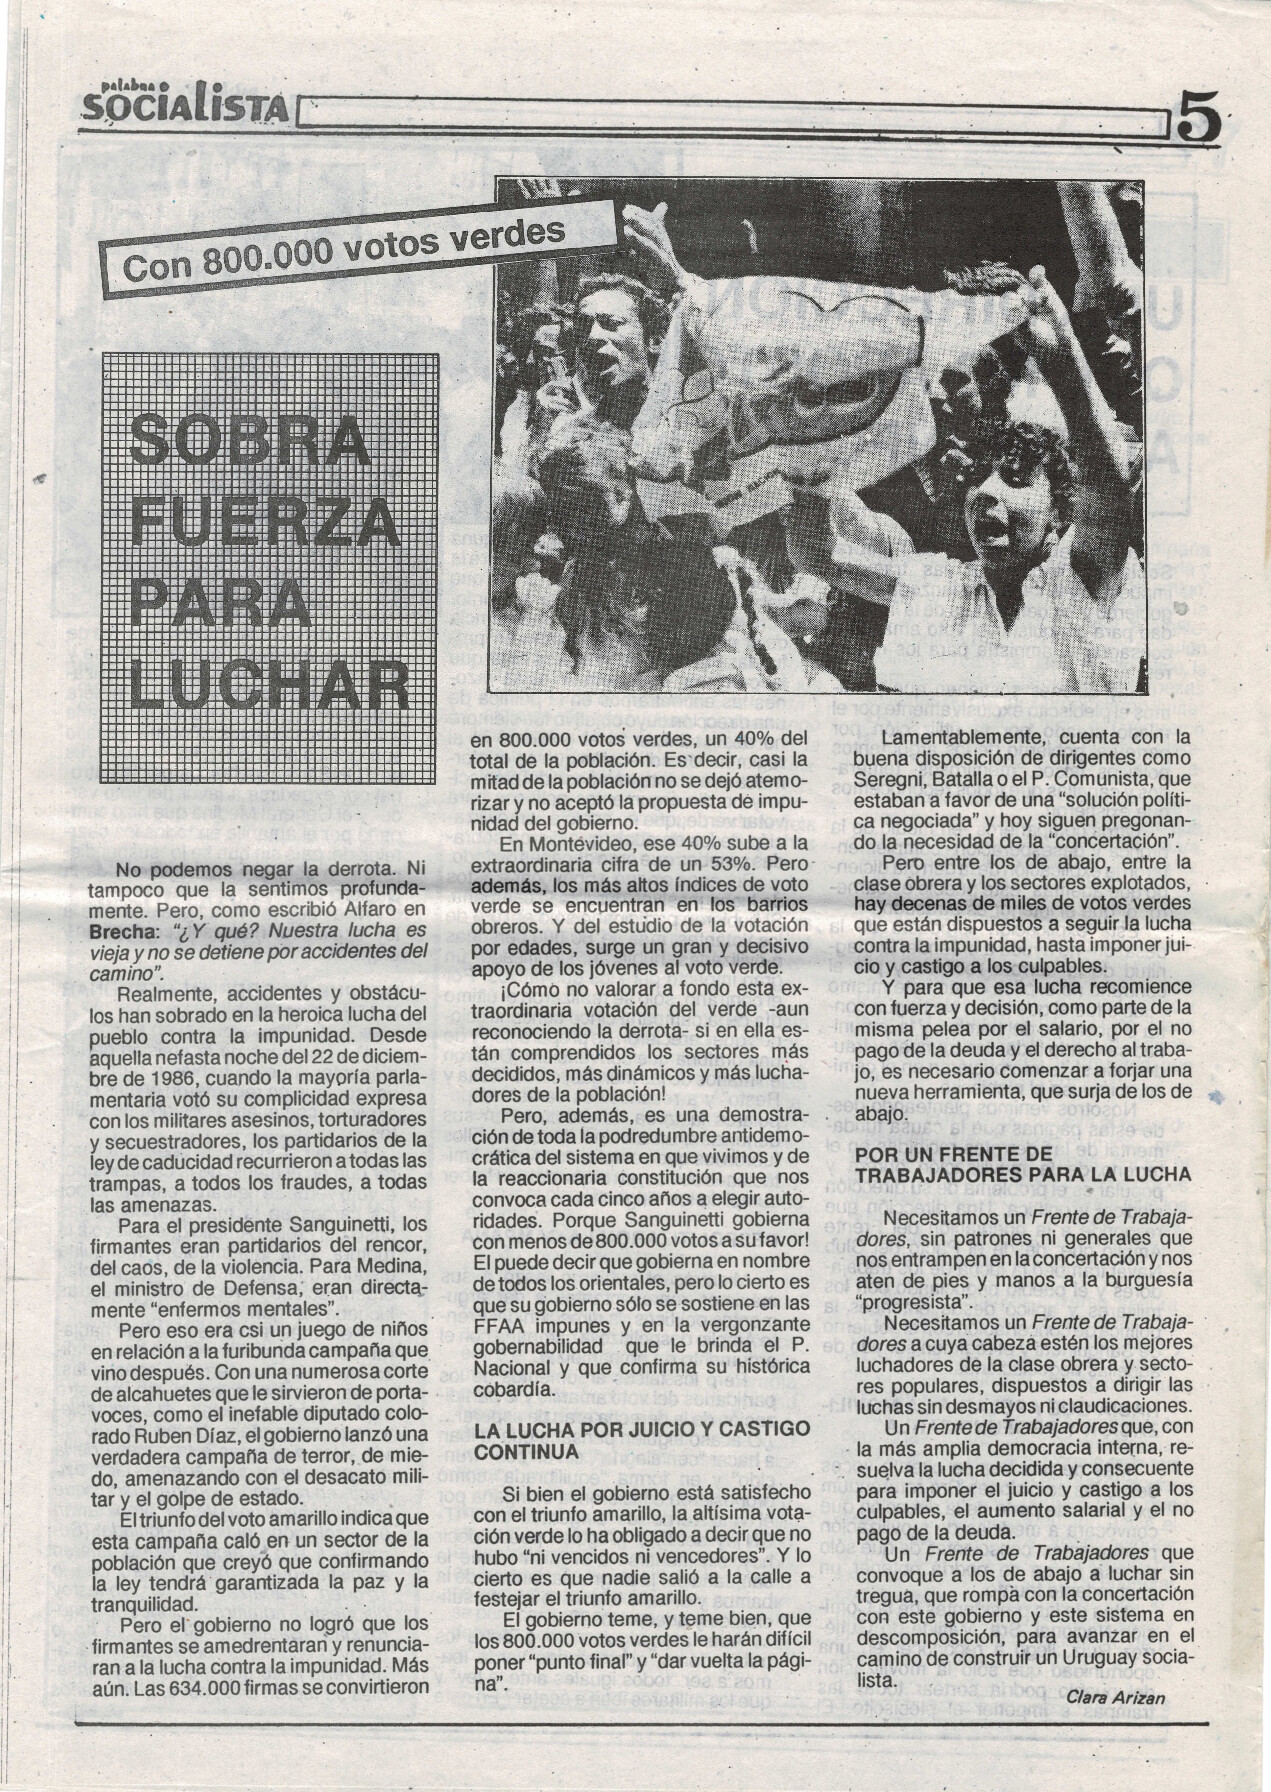 palabra
SOCIALISTA
5
Con 800.000 votos verdes
SOBRA
FUERZA
PARA
LUCHAR
No podemos negar la derrota. Ni
tampoco que la sentimos profunda-
mente. Pero, como escribió Alfaro en
Brecha: "¿Y qué? Nuestra lucha es
vieja y no se detiene por accidentes del
camino".
Realmente, accidentes y obstácu-
los han sobrado en la heroica lucha del
pueblo contra la impunidad. Desde
aquella nefasta noche del 22 de diciem-
bre de 1986, cuando la mayoría parla-
mentaria votó su complicidad expresa
con los militares asesinos, torturadores
y secuestradores, los partidarios de la
ley de caducidad recurrieron a todas las
trampas, a todos los fraudes, a todas
las amenazas.
Para el presidente Sanguinetti, los
firmantes eran partidarios del rencor,
del caos, de la violencia. Para Medina,
el ministro de Defensa, eran directa-
mente "enfermos mentales".
Pero eso era csi un juego de niños
en relación a la furibunda campaña que
vino después. Con una numerosa corte
de alcahuetes que le sirvieron de porta-
voces, como el inefable diputado colo-
rado Ruben Díaz, el gobierno lanzó una
verdadera campaña de terror, de mie-
do, amenazando con el desacato mili-
tar y el golpe de estado.
El triunfo del voto amarillo indica que
esta campaña caló en un sector de la
población que creyó que confirmando
la ley tendrá garantizada la paz y la
tranquilidad.
Pero el gobierno no logró que los
firmantes se amedrentaran y renuncia-
ran a la lucha contra la impunidad. Más
aún. Las 634.000 firmas se convirtieron
en 800.000 votos verdes, un 40% del
total de la población. Es decir, casi la
mitad de la población no se dejó atemo-
rizar y no aceptó la propuesta de impu-
nidad del gobierno.
En Montévideo, ese 40% sube a la
extraordinaria cifra de un 53%. Pero
además, los más altos índices de voto
verde se encuentran en los barrios
obreros. Y del estudio de la votación
por edades, surge un gran y decisivo
apoyo de los jóvenes al voto verde.
¡Cómo no valorar a fondo esta ex-
traordinaria votación del verde -aun
reconociendo la derrota- si en ella es-
tán comprendidos los sectores más
decididos, más dinámicos y más lucha-
dores de la población!
Pero, además, es una demostra-
ción de toda la podredumbre antidemo-
crática del sistema en que vivimos y de
la reaccionaria constitución que nos
convoca cada cinco años a elegir auto-
ridades. Porque Sanguinetti gobierna
con menos de 800.000 votos a su favor!
El puede decir que gobierna en nombre
de todos los orientales, pero lo cierto es
que su gobierno sólo se sostiene en las
FFAA impunes y en la vergonzante
gobernabilidad que le brinda el P.
Nacional y que confirma su histórica
cobardía.
LA LUCHA POR JUICIO Y CASTIGO
CONTINUA
Si bien el gobierno está satisfecho
con el triunfo amarillo, la altísima vota-
ción verde lo ha obligado a decir que no
hubo "ni vencidos ni vencedores". Y lo
cierto es que nadie salió a la calle a
festejar el triunfo amarillo.
El gobierno teme, y teme bien, que
los 800.000 votos verdes le harán difícil
poner "punto final" y "dar vuelta la pági-
na".
Lamentablemente, cuenta con la
buena disposición de dirigentes como
Seregni, Batalla o el P. Comunista, que
estaban a favor de una "solución políti-
ca negociada" y hoy siguen pregonan-
do la necesidad de la "concertación".
Pero entre los de abajo, entre la
clase obrera y los sectores explotados,
hay decenas de miles de votos verdes
que están dispuestos a seguir la lucha
contra la impunidad, hasta imponer jui-
cio y castigo a los culpables.
Y para que esa lucha recomience
con fuerza y decisión, como parte de la
misma pelea por el salario, por el no
pago de la deuda y el derecho al traba-
jo, es necesario comenzar a forjar una
nueva herramienta, que surja de los de
abajo.
POR UN FRENTE DE
TRABAJADORES PARA LA LUCHA
Necesitamos un Frente de Trabaja-
dores, sin patrones ni generales que
nos entrampen en la concertación y nos
aten de pies y manos a la burguesía
"progresista".
Necesitamos un Frente de Trabaja-
dores a cuya cabeza estén los mejores
luchadores de la clase obrera y secto-
res populares, dispuestos a dirigir las
luchas sin desmayos ni claudicaciones.
Un Frente de Trabajadores que, con
la más amplia democracia interna, re-
suelva la lucha decidida y consecuente
para imponer el juicio y castigo a los
culpables, el aumento salarial y el no
pago de la deuda.
Un Frente de Trabajadores que
convoque a los de abajo a luchar sin
tregua, que rompa con la concertación
con este gobierno y este sistema en
descomposición, para avanzar en el
camino de construir un Uruguay socia-
lista.
Clara Arizan